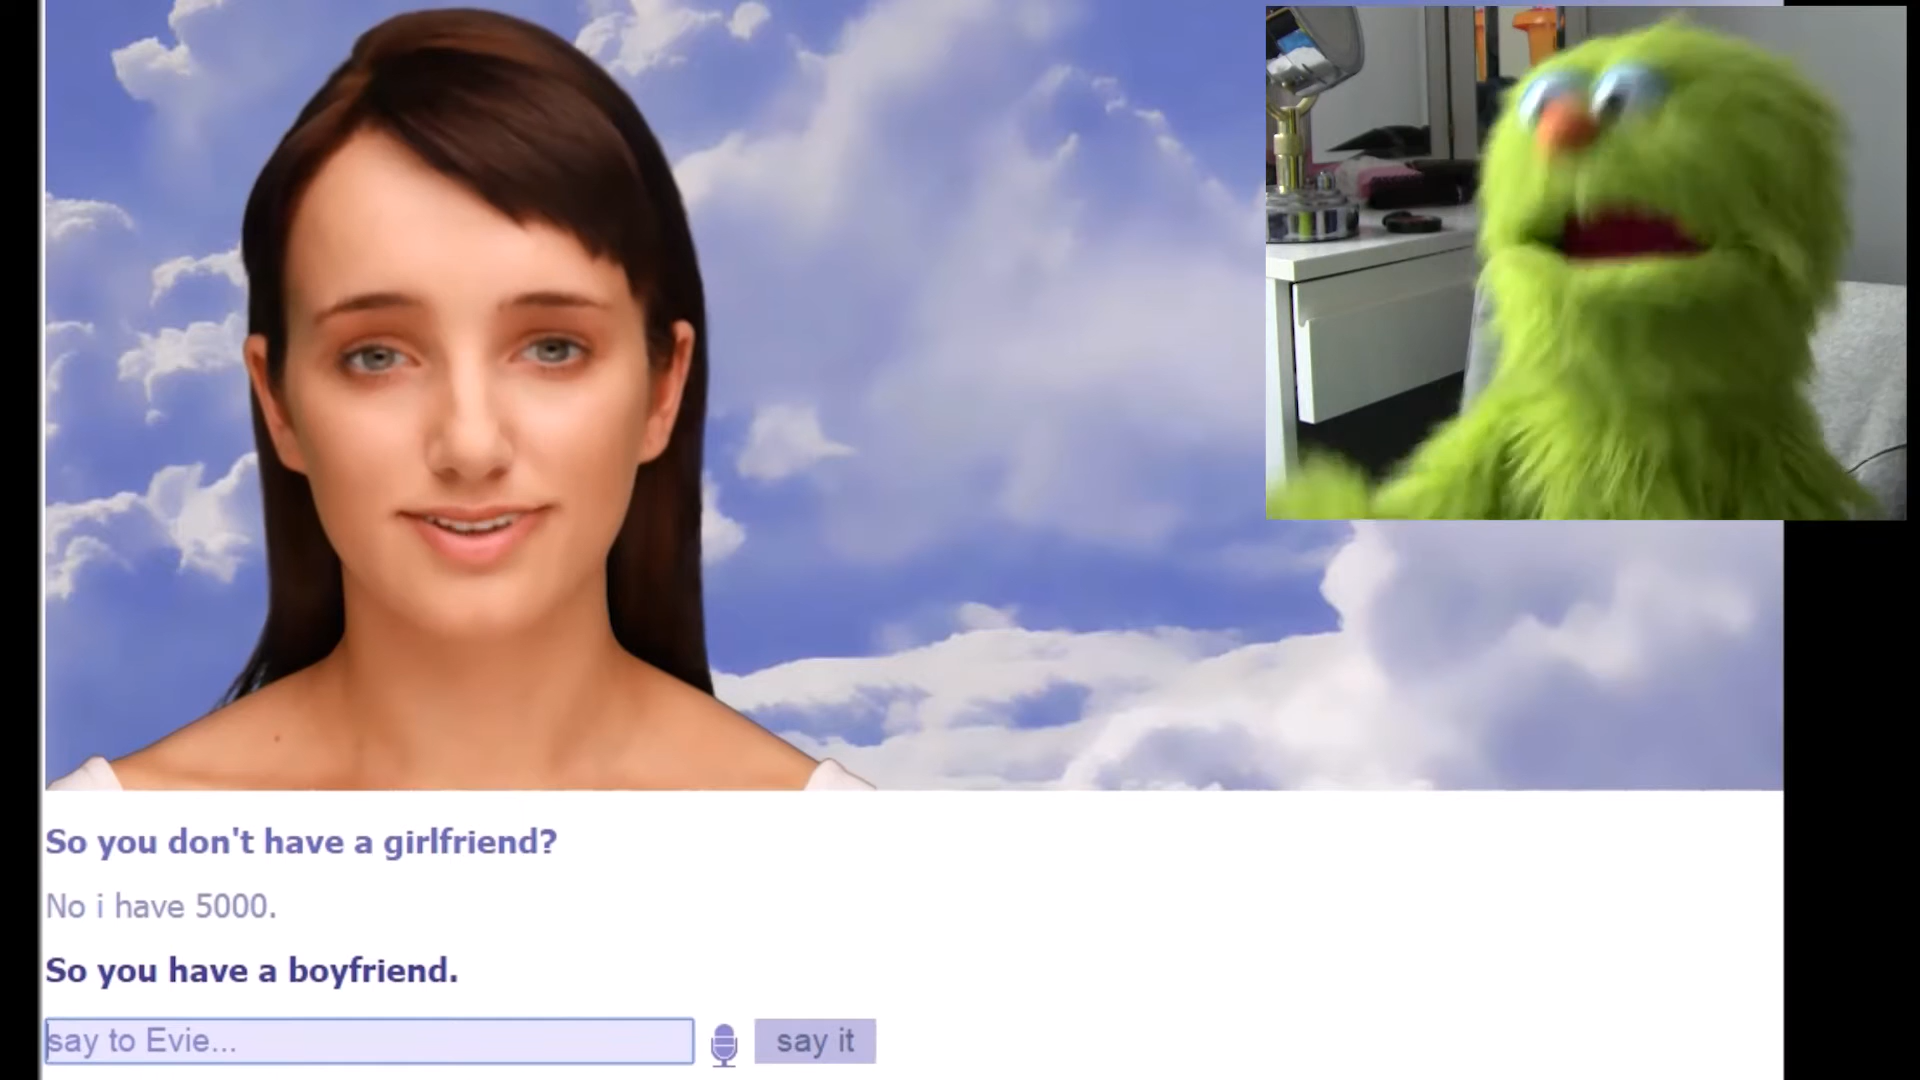 So you don't have a girlfriend?
No i have 5000.
So you have a boyfriend.
say to Evie...
say it